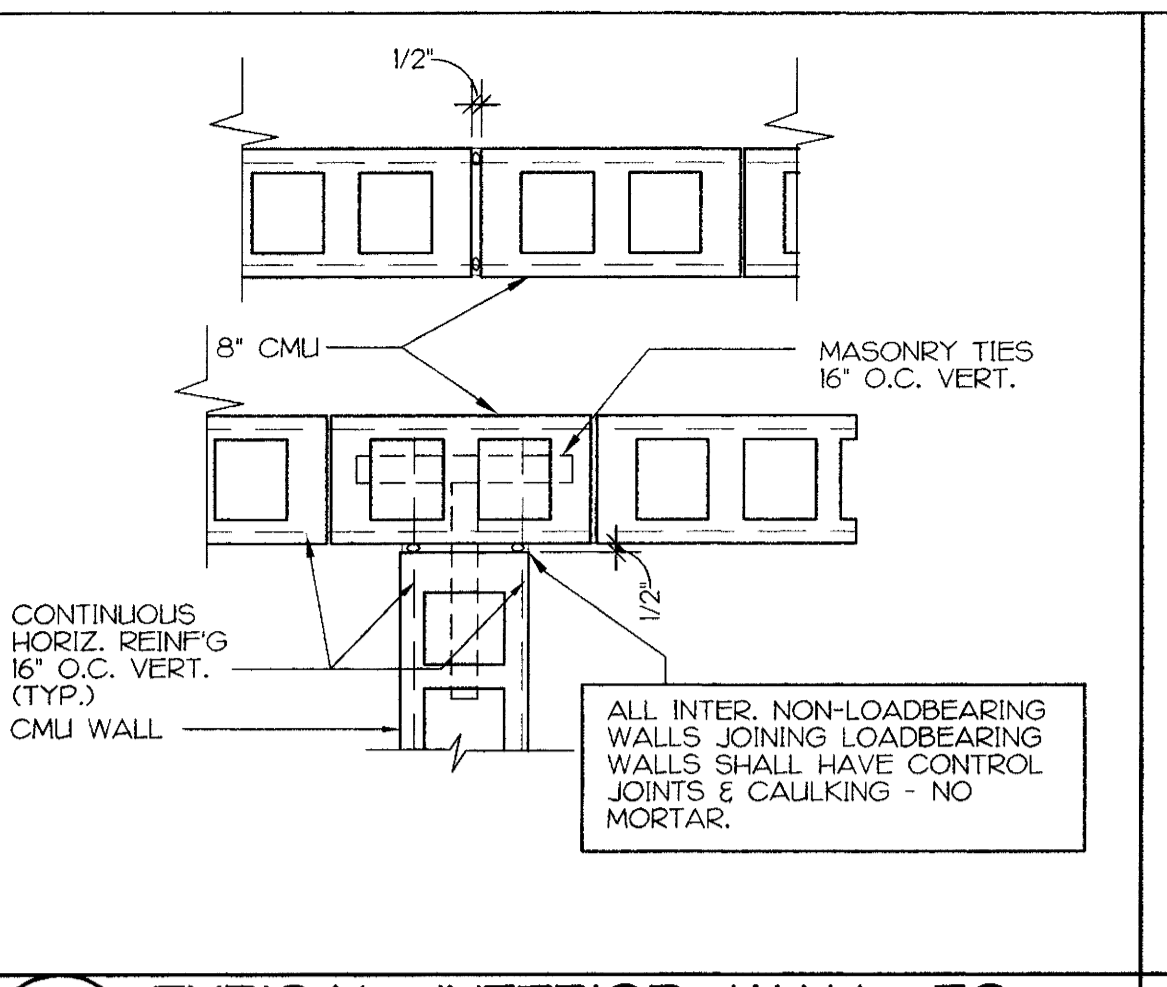 1/2"
8" CMU
MASONRY TIES
16" O.C. VERT.
1/2"
CONTINUOUS
HORIZ. REINF'G
16" O.C. VERT.
(TYP.)
CMU WALL
ALL INTER. NON-LOADBEARING
WALLS JOINING LOADBEARING
WALLS SHALL HAVE CONTROL
JOINTS & CAULKING - NO
MORTAR.